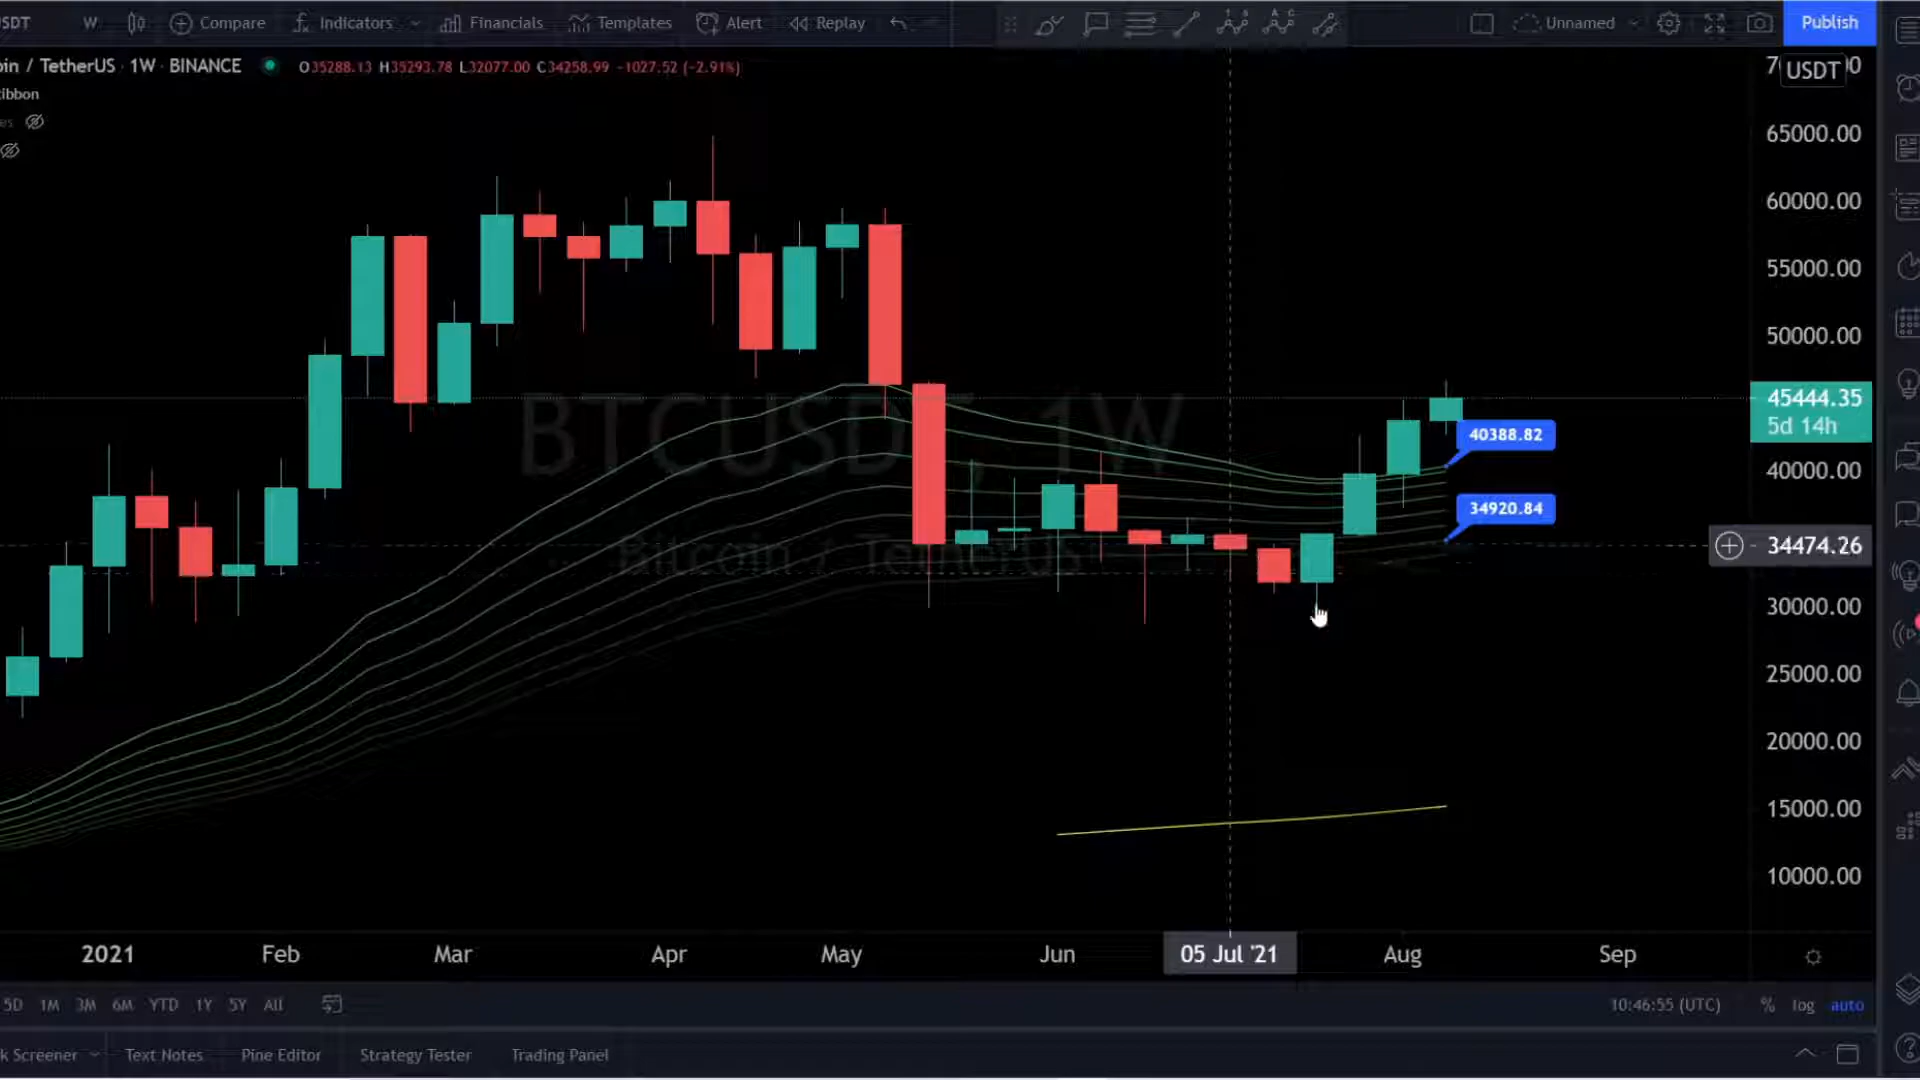 SDT W Compare Indicators Financials Templates Alert Replay Unnamed Publish
oin / TetherUS · 1W · BINANCE O35288.13 H35293.78 L32077.00 C34258.99 -1027.52 (-2.91%)
ibbon
es
USDT
65000.00
60000.00
55000.00
50000.00
45444.35
5d 14h
40000.00
34474.26
30000.00
25000.00
20000.00
15000.00
10000.00
40388.82
34920.84
BTCUSDT, 1W
Bitcoin / TetherUS
2021 Feb Mar Apr May Jun 05 Jul '21 Aug Sep
5D 1M 3M 6M YTD 1Y 5Y All 10:46:55 (UTC) % log auto
k Screener Text Notes Pine Editor Strategy Tester Trading Panel